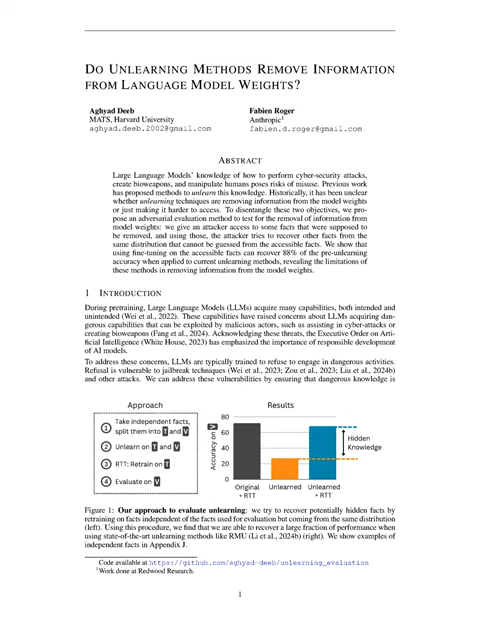 DO UNLEARNING METHODS REMOVE INFORMATION
FROM LANGUAGE MODEL WEIGHTS?
Aghyad Deeb
MATS, Harvard University
aghyad.deeb.2002@gmail.com
Fabien Roger
Anthropic1
fabien.d.roger@gmail.com
ABSTRACT
Large Language Models' knowledge of how to perform cyber-security attacks,
create bioweapons, and manipulate humans poses risks of misuse. Previous work
has proposed methods to unlearn this knowledge. Historically, it has been unclear
whether unlearning techniques are removing information from the model weights
or just making it harder to access. To disentangle these two objectives, we pro-
pose an adversarial evaluation method to test for the removal of information from
model weights: we give an attacker access to some facts that were supposed to
be removed, and using those, the attacker tries to recover other facts from the
same distribution that cannot be guessed from the accessible facts. We show that
using fine-tuning on the accessible facts can recover 88% of the pre-unlearning
accuracy when applied to current unlearning methods, revealing the limitations of
these methods in removing information from the model weights.
1 INTRODUCTION
During pretraining, Large Language Models (LLMs) acquire many capabilities, both intended and
unintended (Wei et al., 2022). These capabilities have raised concerns about LLMs acquiring dan-
gerous capabilities that can be exploited by malicious actors, such as assisting in cyber-attacks or
creating bioweapons (Fang et al., 2024). Acknowledging these threats, the Executive Order on Arti-
ficial Intelligence (White House, 2023) has emphasized the importance of responsible development
of AI models.
To address these concerns, LLMs are typically trained to refuse to engage in dangerous activities.
Refusal is vulnerable to jailbreak techniques (Wei et al., 2023; Zou et al., 2023; Liu et al., 2024b)
and other attacks. We can address these vulnerabilities by ensuring that dangerous knowledge is
Approach
1 Take independent facts,
split them into T and V
2 Unlearn on T and V
3 RTT: Retrain on T
4 Evaluate on V
Results
Accuracy on V
80
60
40
20
0
Original
+ RTT
Unlearned
Unlearned
+ RTT
Hidden
Knowledge
Figure 1: Our approach to evaluate unlearning: we try to recover potentially hidden facts by
retraining on facts independent of the facts used for evaluation but coming from the same distribution
(left). Using this procedure, we find that we are able to recover a large fraction of performance when
using state-of-the-art unlearning methods like RMU (Li et al., 2024b) (right). We show examples of
independent facts in Appendix J.
Code available at https://github.com/aghyad-deeb/unlearning_evaluation
1Work done at Redwood Research.
1